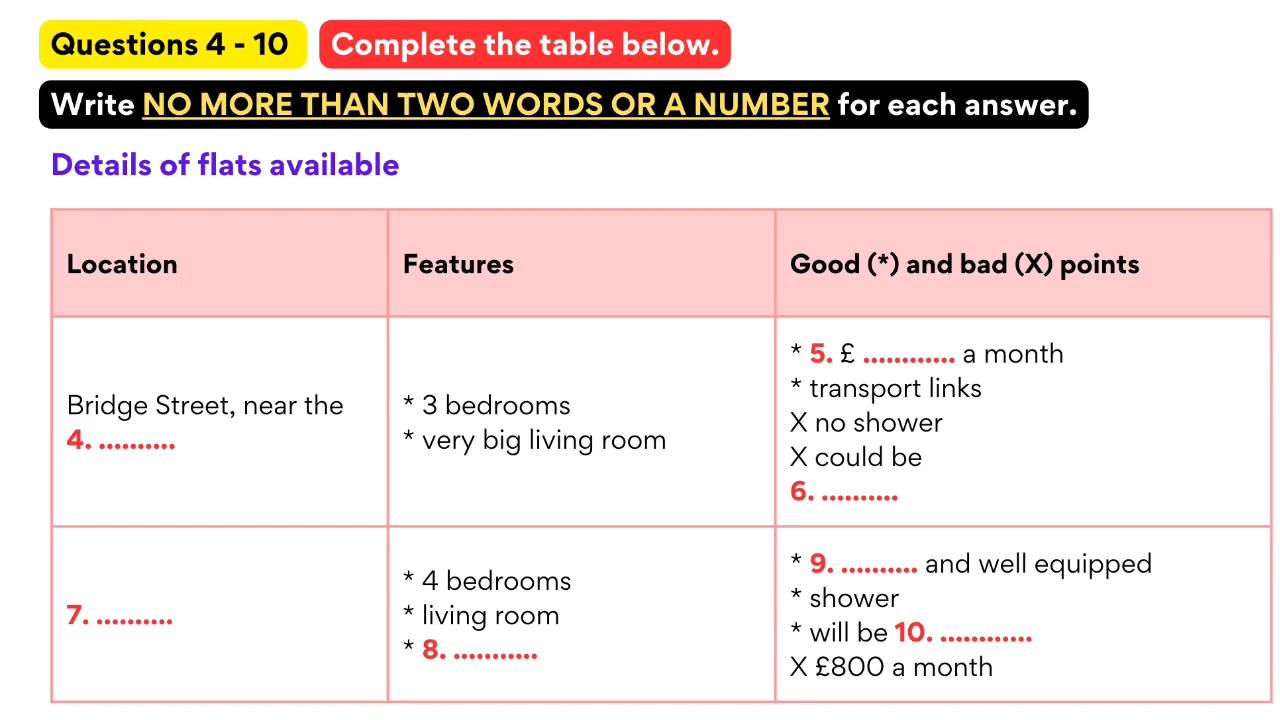 Questions 4 - 10
Complete the table below.
Write NO MORE THAN TWO WORDS OR A NUMBER for each answer.
Details of flats available
Location
Features
Good (*) and bad (X) points
Bridge Street, near the
4. ..........
* 3 bedrooms
* very big living room
* 5. £ ............ a month
* transport links
X no shower
X could be
6. ..........
7. ..........
* 4 bedrooms
* living room
* 8. ...........
* 9. .......... and well equipped
* shower
* will be 10. ............
X £800 a month